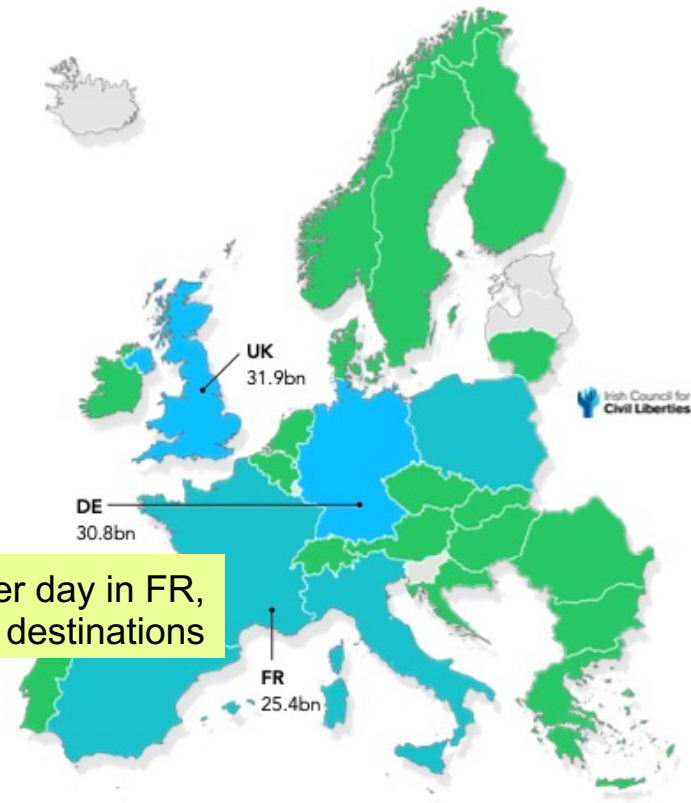 UK
31.9bn
Irish Council for
Civil Liberties
DE
30.8bn
er day in FR,
destinations
FR
25.4bn